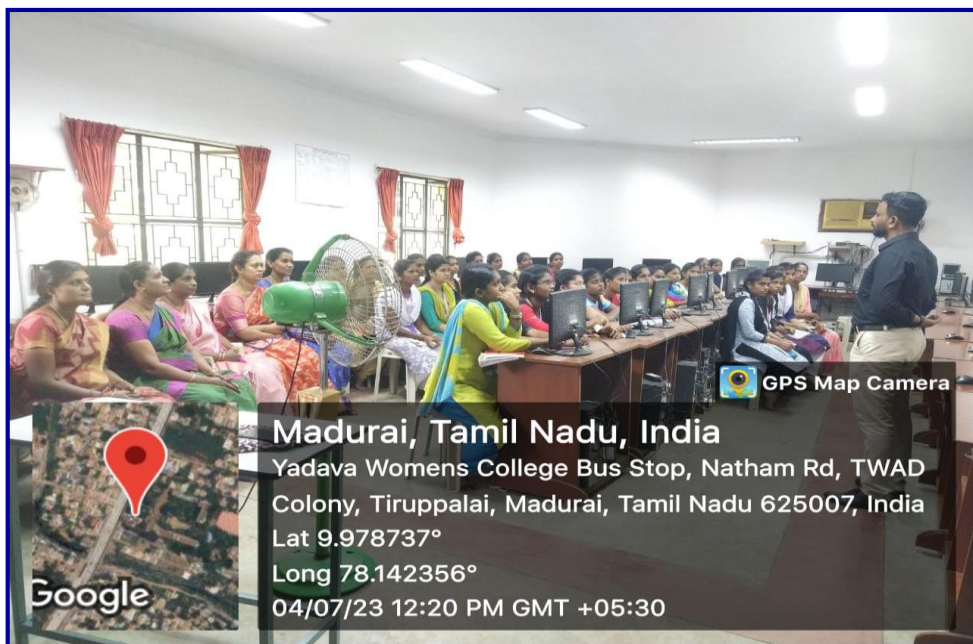 GPS Map Camera
Madurai, Tamil Nadu, India
Yadava Womens College Bus Stop, Natham Rd, TWAD
Colony, Tiruppalai, Madurai, Tamil Nadu 625007, India
Lat 9.978737°
Long 78.142356°
04/07/23 12:20 PM GMT +05:30
Google